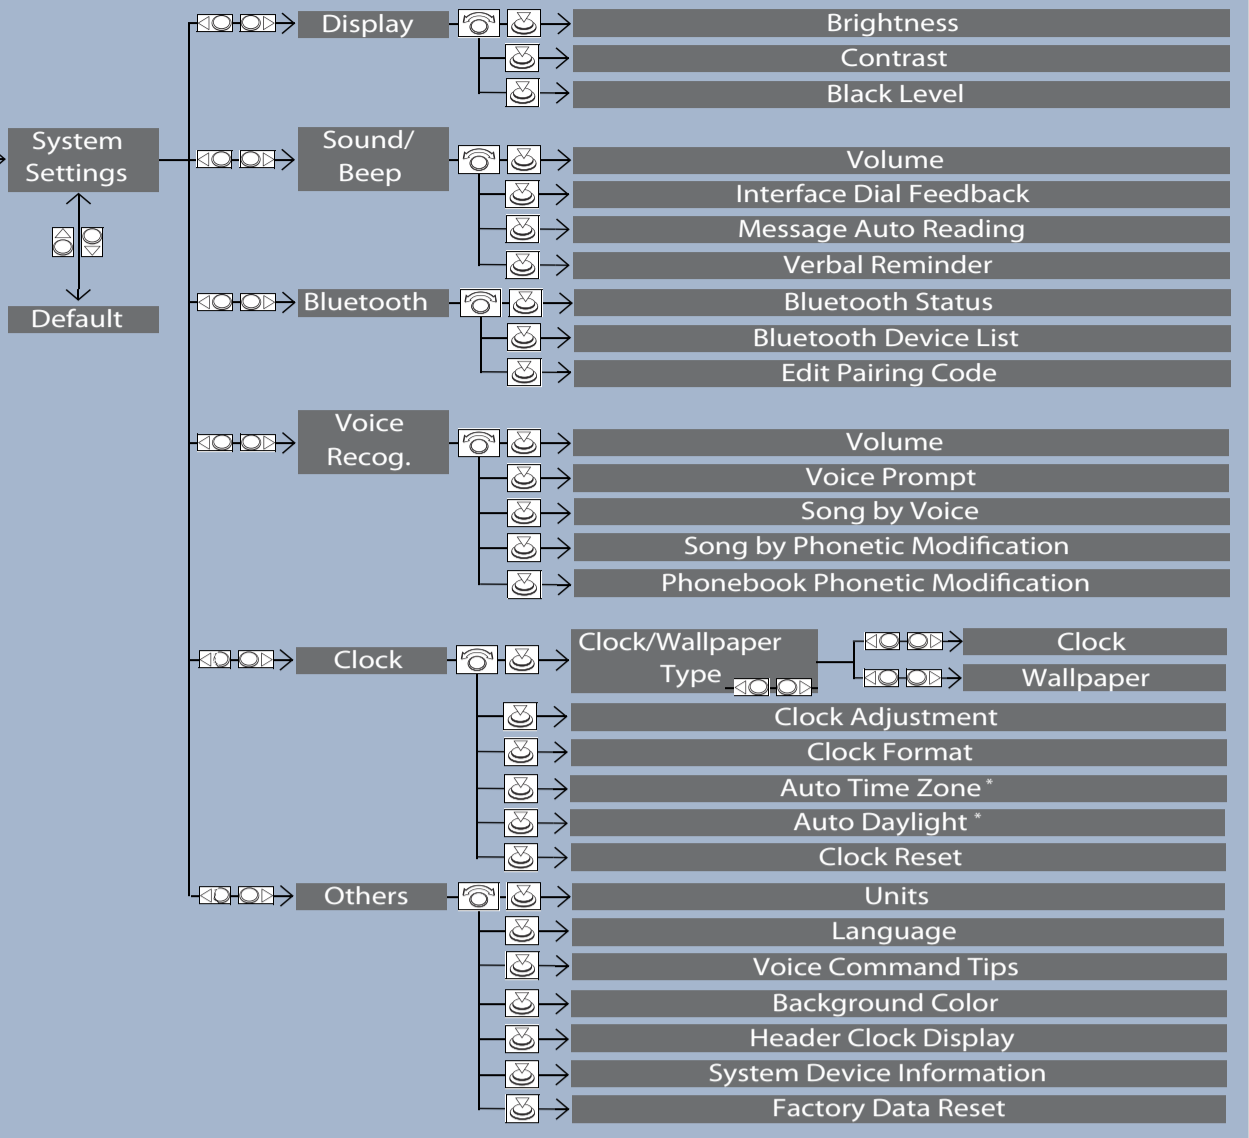 Display
Brightness
Contrast
Black Level
System
Settings
Default
Sound/
Beep
Volume
Interface Dial Feedback
Message Auto Reading
Verbal Reminder
Bluetooth
Bluetooth Status
Bluetooth Device List
Edit Pairing Code
Voice
Recog.
Volume
Voice Prompt
Song by Voice
Song by Phonetic Modification
Phonebook Phonetic Modification
Clock
Clock/Wallpaper
Type
Clock
Wallpaper
Clock Adjustment
Clock Format
Auto Time Zone *
Auto Daylight *
Clock Reset
Others
Units
Language
Voice Command Tips
Background Color
Header Clock Display
System Device Information
Factory Data Reset